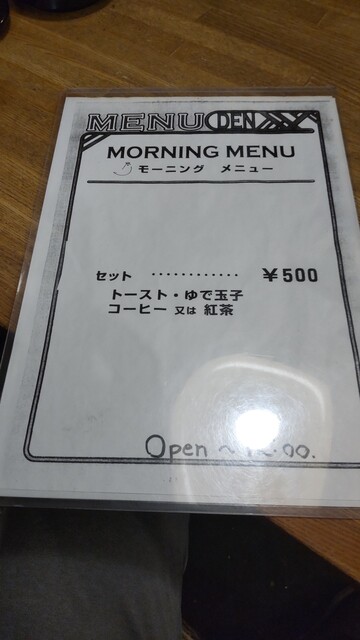 MENU DEN
MORNING MENU
モーニング メニュー
セット ············ ￥500
トースト・ゆで玉子
コーヒー 又は 紅茶
Open ~